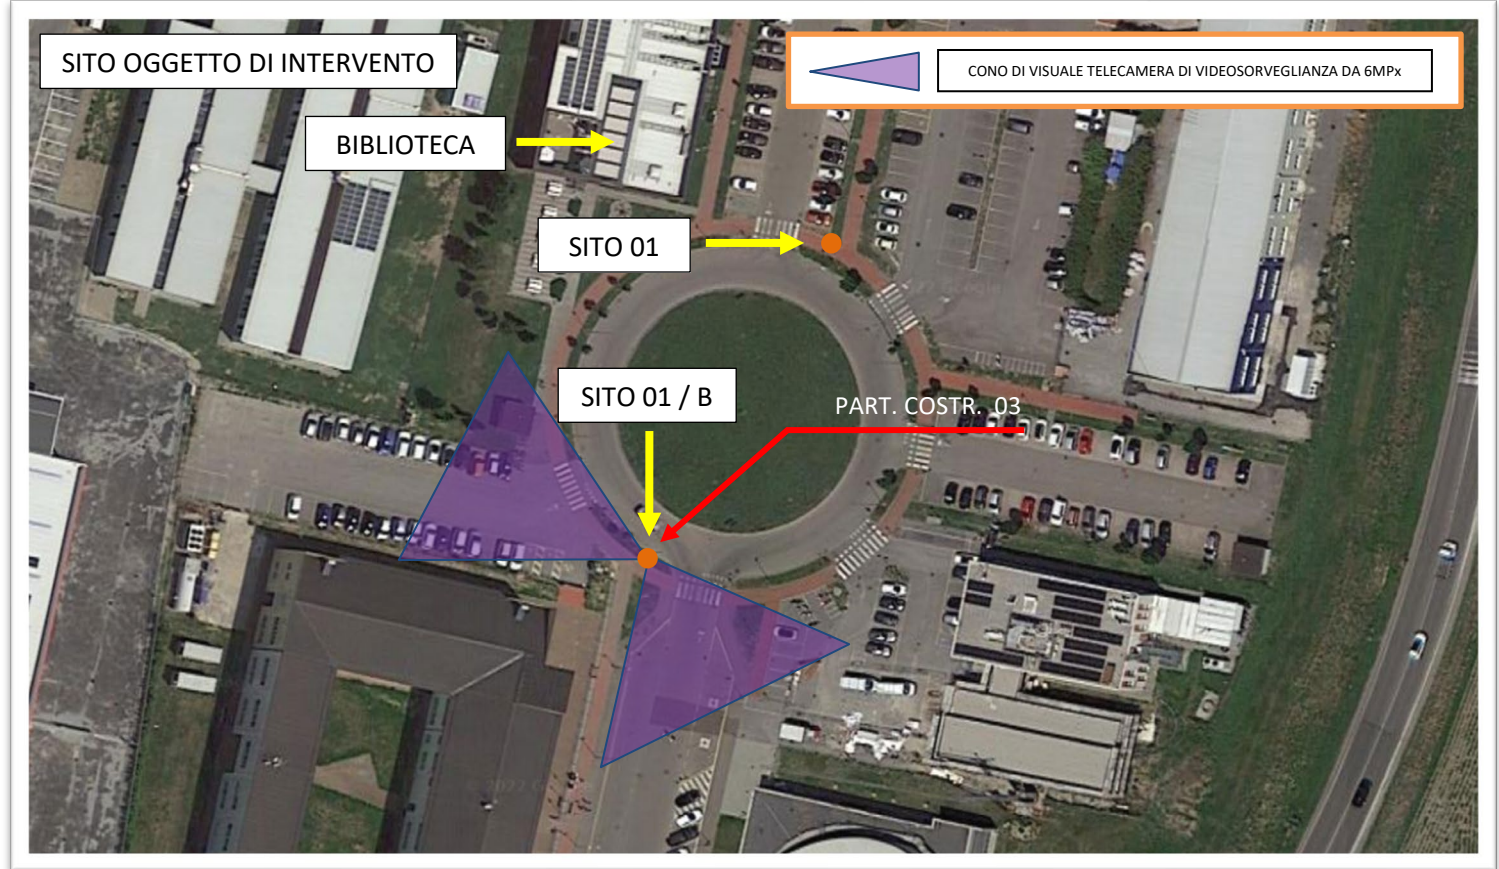 SITO OGGETTO DI INTERVENTO
CONO DI VISUALE TELECAMERA DI VIDEOSORVEGLIANZA DA 6MPx
BIBLIOTECA
SITO 01
SITO 01 / B
PART. COSTR. 03